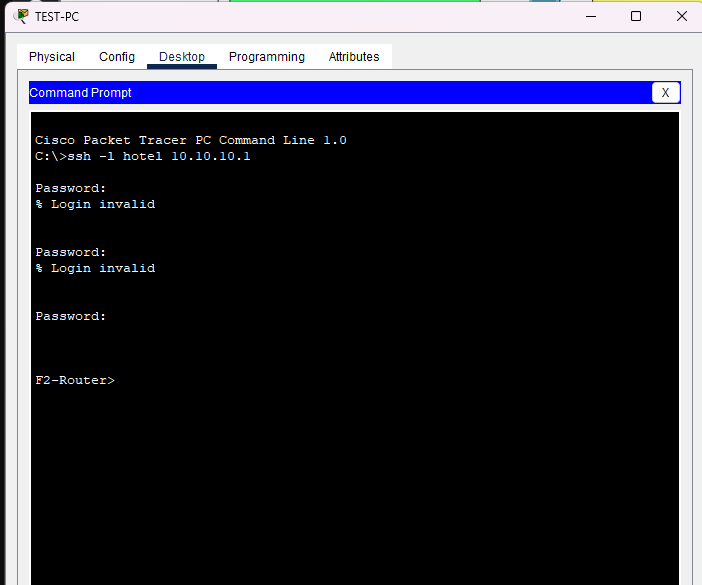 TEST-PC
Physical Config Desktop Programming Attributes
Command Prompt X
Cisco Packet Tracer PC Command Line 1.0
C:\>ssh -l hotel 10.10.10.1
Password:
% Login invalid
Password:
% Login invalid
Password:
F2-Router>